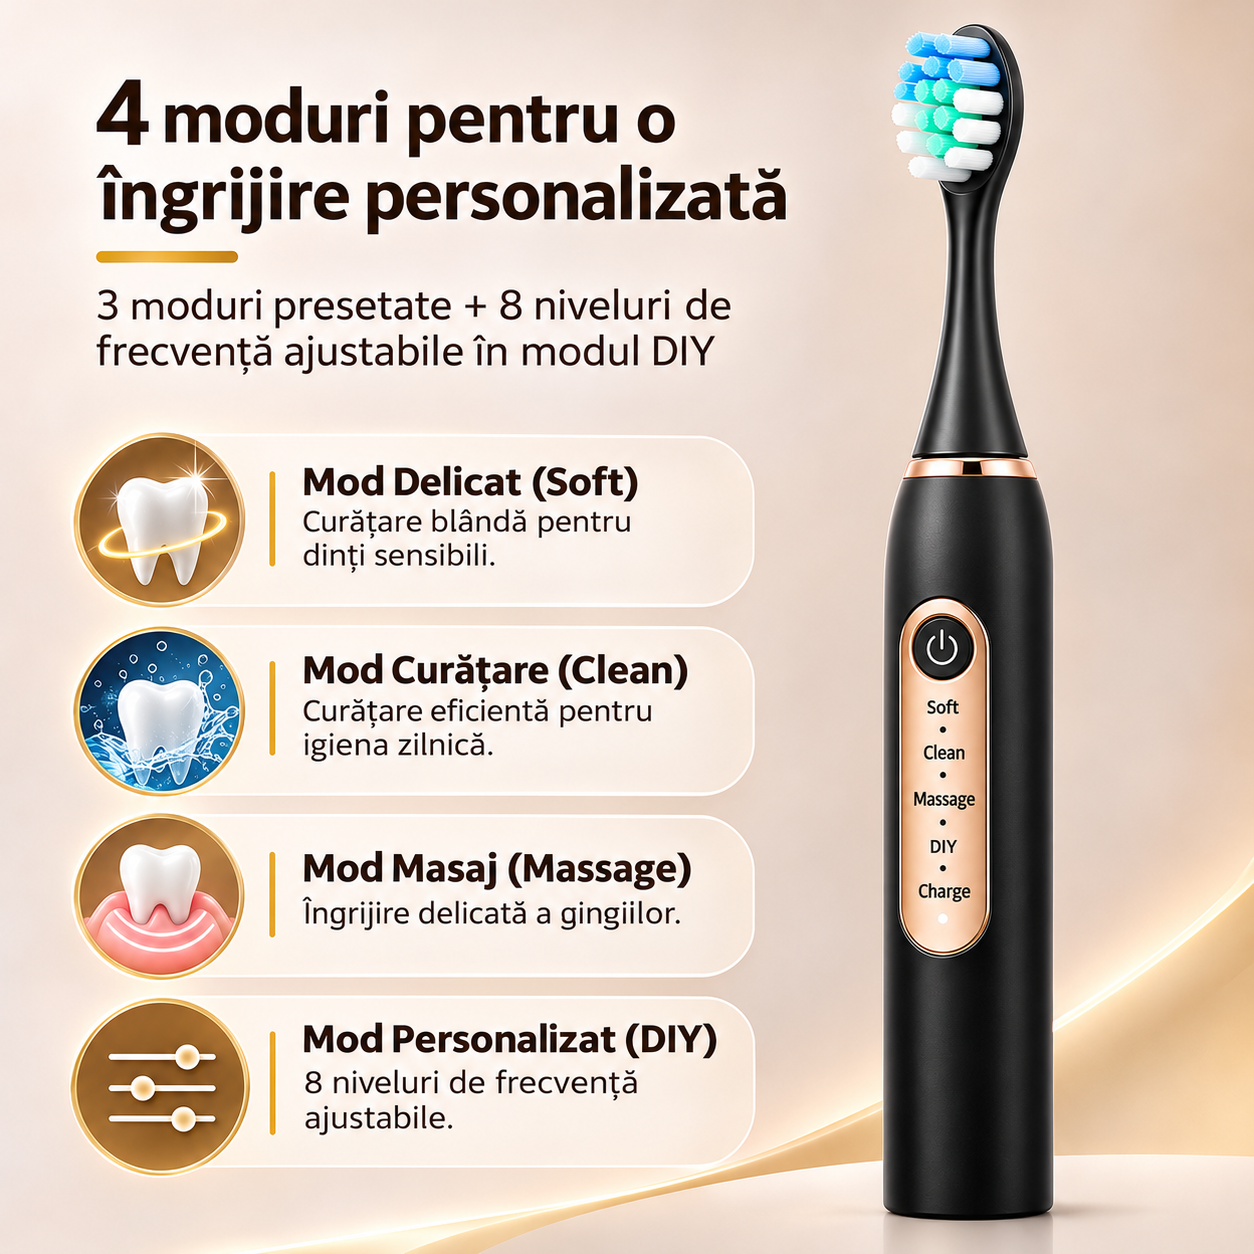 4 moduri pentru o
îngrijire personalizată
3 moduri presetate + 8 niveluri de
frecvență ajustabile în modul DIY
Mod Delicat (Soft)
Curățare blândă pentru
dinți sensibili.
Mod Curățare (Clean)
Curățare eficientă pentru
igiena zilnică.
Mod Masaj (Massage)
Îngrijire delicată a gingiilor.
Mod Personalizat (DIY)
8 niveluri de frecvență
ajustabile.
Soft
Clean
Massage
DIY
Charge